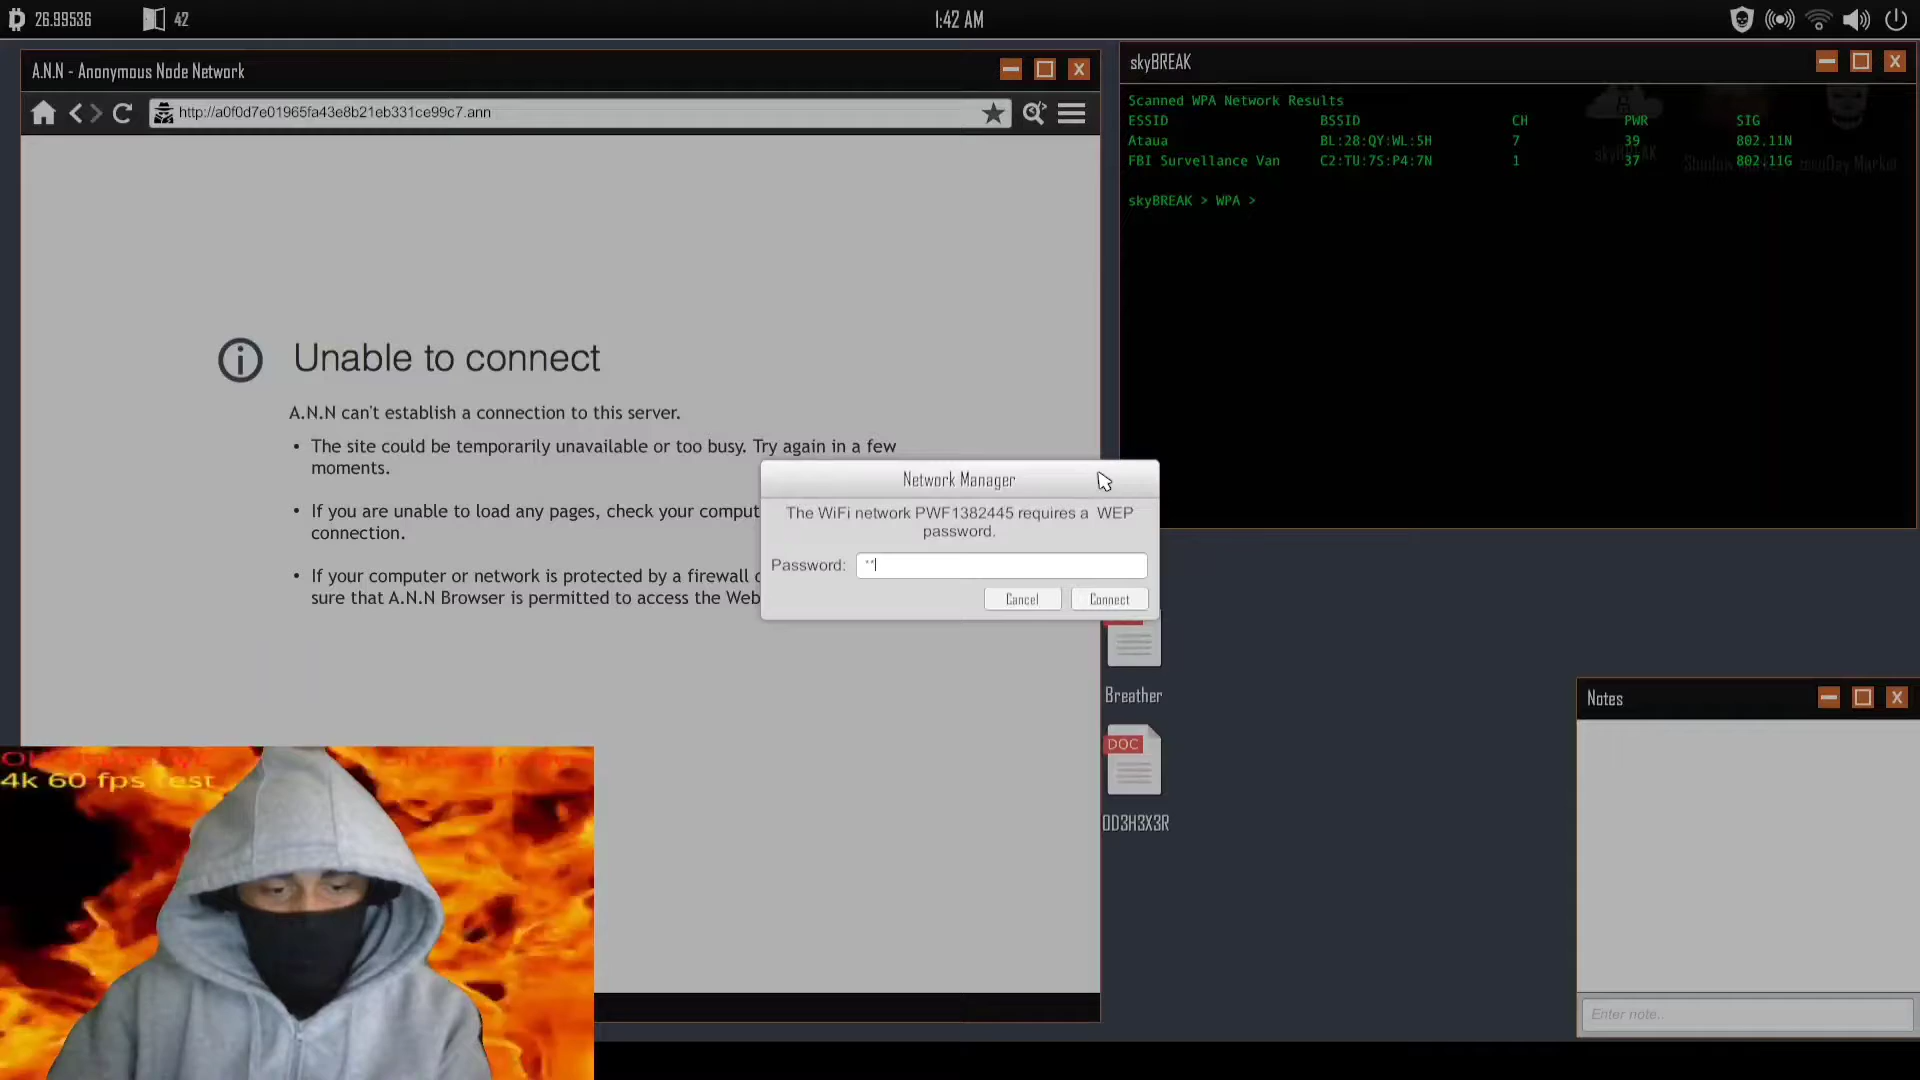 26.99536
42
1:42 AM
A.N.N - Anonymous Node Network
http://a0f0d7e01965fa43e8b21eb331ce99c7.ann
Unable to connect
A.N.N can't establish a connection to this server.
• The site could be temporarily unavailable or too busy. Try again in a few
moments.
• If you are unable to load any pages, check your comput
connection.
• If your computer or network is protected by a firewall
sure that A.N.N Browser is permitted to access the Web
skyBREAK
Scanned WPA Network Results
ESSID BSSID CH PWR SIG
Ataua BL:28:QY:WL:5H 7 39 802.11N
FBI Survellance Van C2:TU:7S:P4:7N 1 37 802.11G
skyBREAK
skyBREAK > WPA >
Network Manager
The WiFi network PWF1382445 requires a WEP
password.
Password: **
Cancel
Connect
Breather
DOC
0D3H3X3R
Notes
Enter note..
4k 60 fps test